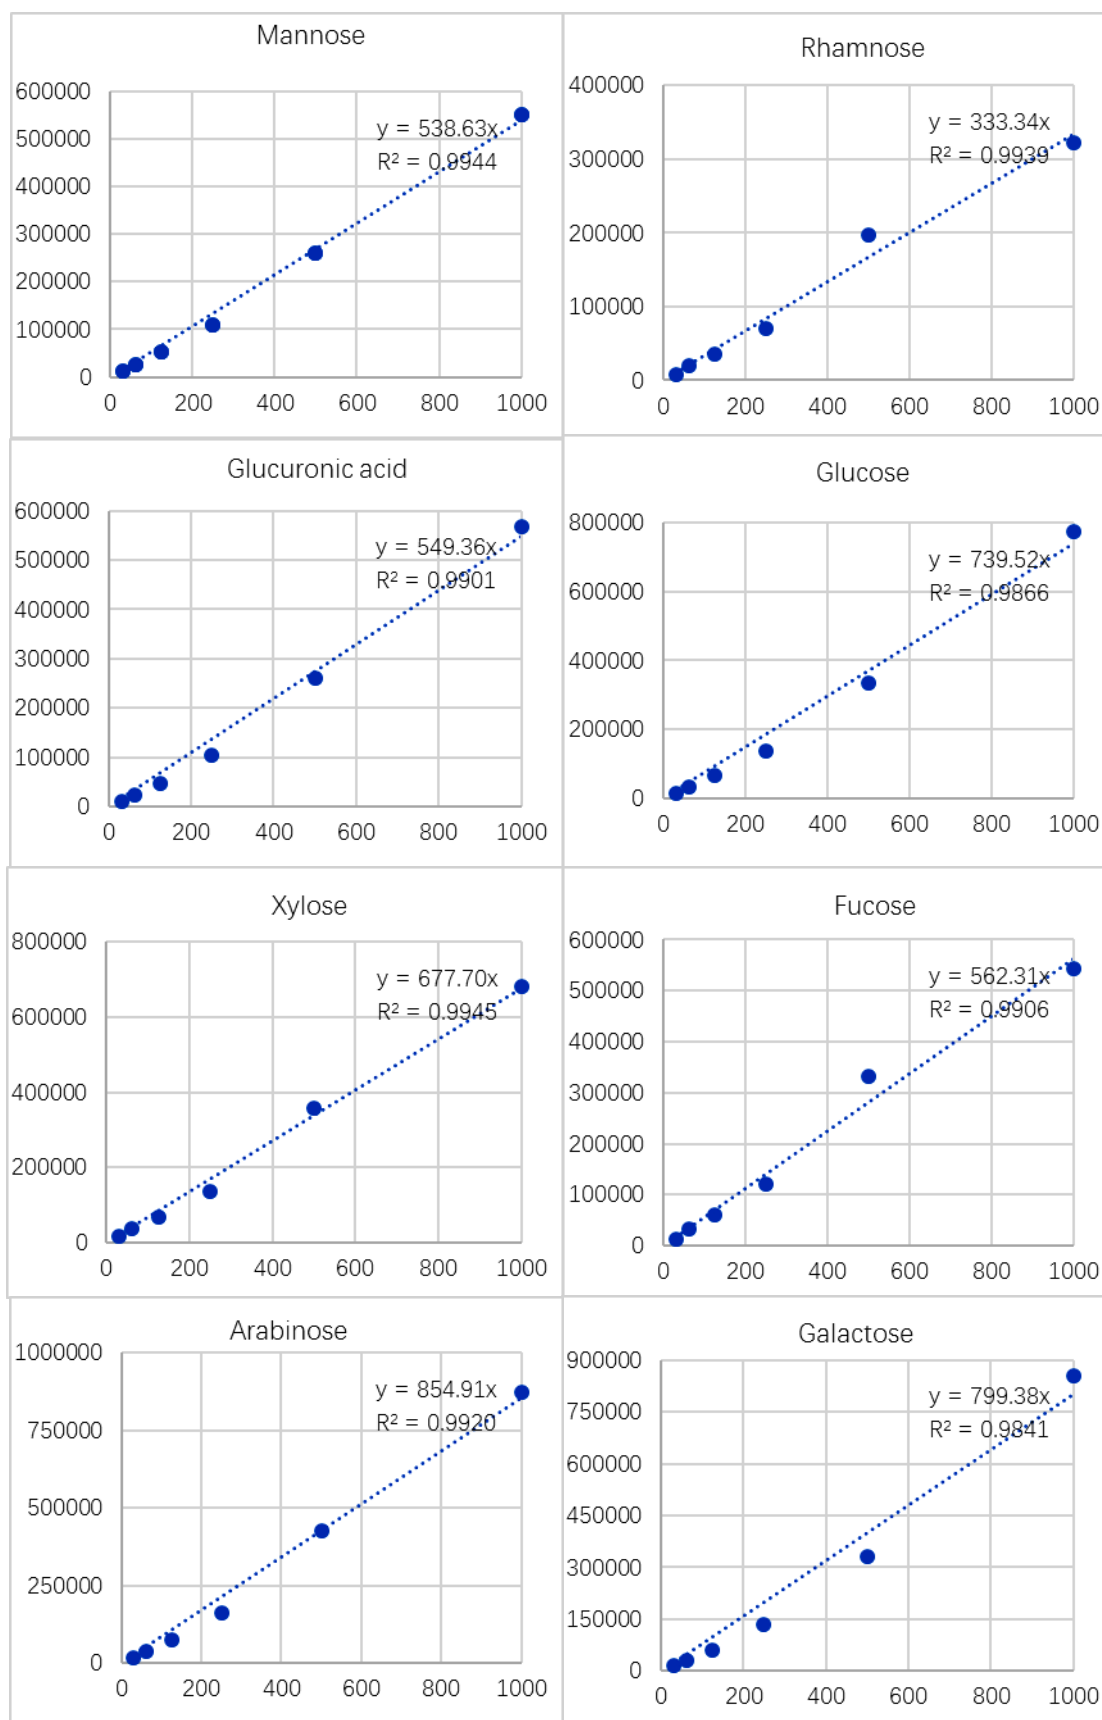 Mannose
600000
500000
400000
300000
200000
100000
0
0 200 400 600 800 1000
y = 538.63x
R² = 0.9944
Rhamnose
400000
300000
200000
100000
0
0 200 400 600 800 1000
y = 333.34x
R² = 0.9939
Glucuronic acid
600000
500000
400000
300000
200000
100000
0
0 200 400 600 800 1000
y = 549.36x
R² = 0.9901
Glucose
800000
600000
400000
200000
0
0 200 400 600 800 1000
y = 739.52x
R² = 0.9866
Xylose
800000
600000
400000
200000
0
0 200 400 600 800 1000
y = 677.70x
R² = 0.9945
Fucose
600000
500000
400000
300000
200000
100000
0
0 200 400 600 800 1000
y = 562.31x
R² = 0.9906
Arabinose
1000000
750000
500000
250000
0
0 200 400 600 800 1000
y = 854.91x
R² = 0.9920
Galactose
900000
750000
600000
450000
300000
150000
0
0 200 400 600 800 1000
y = 799.38x
R² = 0.9841